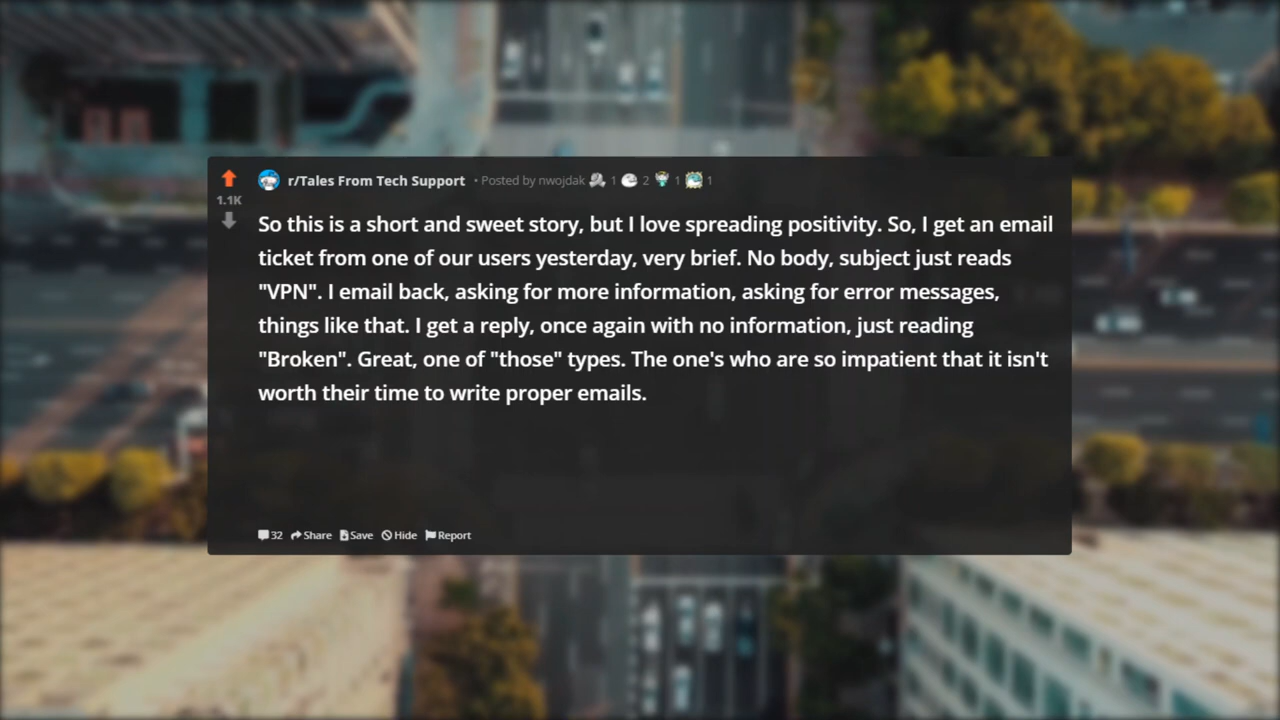 r/Tales From Tech Support • Posted by nwojdak 1 2 1 1
1.1K
So this is a short and sweet story, but I love spreading positivity. So, I get an email
ticket from one of our users yesterday, very brief. No body, subject just reads
"VPN". I email back, asking for more information, asking for error messages,
things like that. I get a reply, once again with no information, just reading
"Broken". Great, one of "those" types. The one's who are so impatient that it isn't
worth their time to write proper emails.
32 Share Save Hide Report